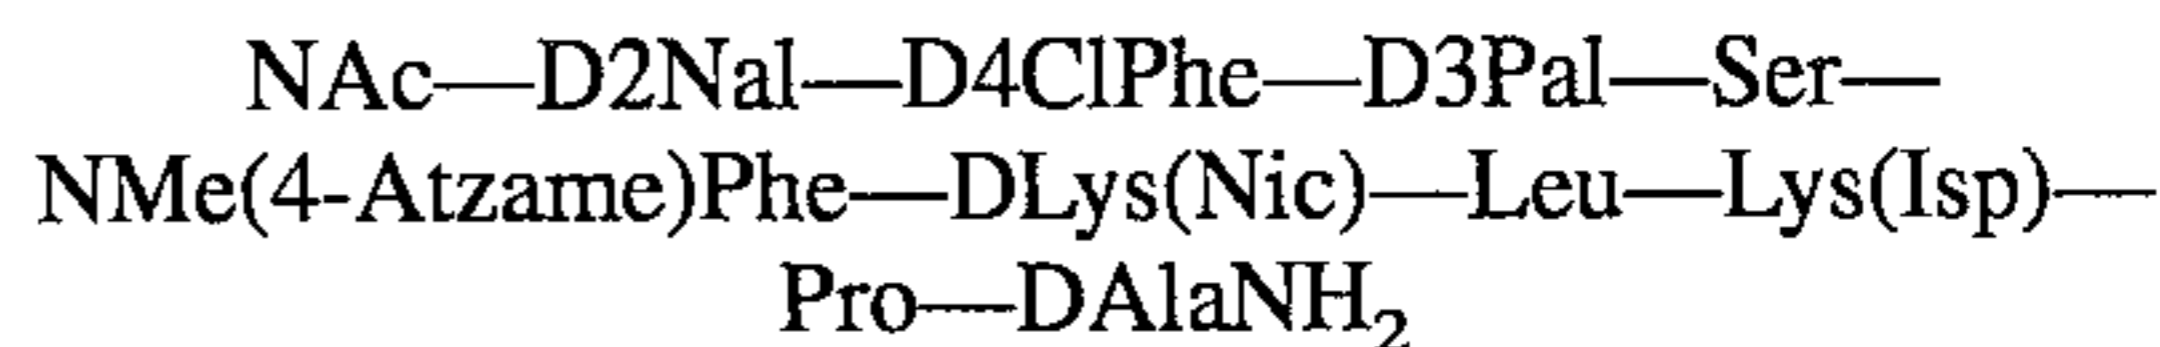 NAc—D2Nal—D4ClPhe—D3Pal—Ser—
NMe(4-Atzame)Phe—DLys(Nic)—Leu—Lys(Isp)—
Pro—DAlaNH₂